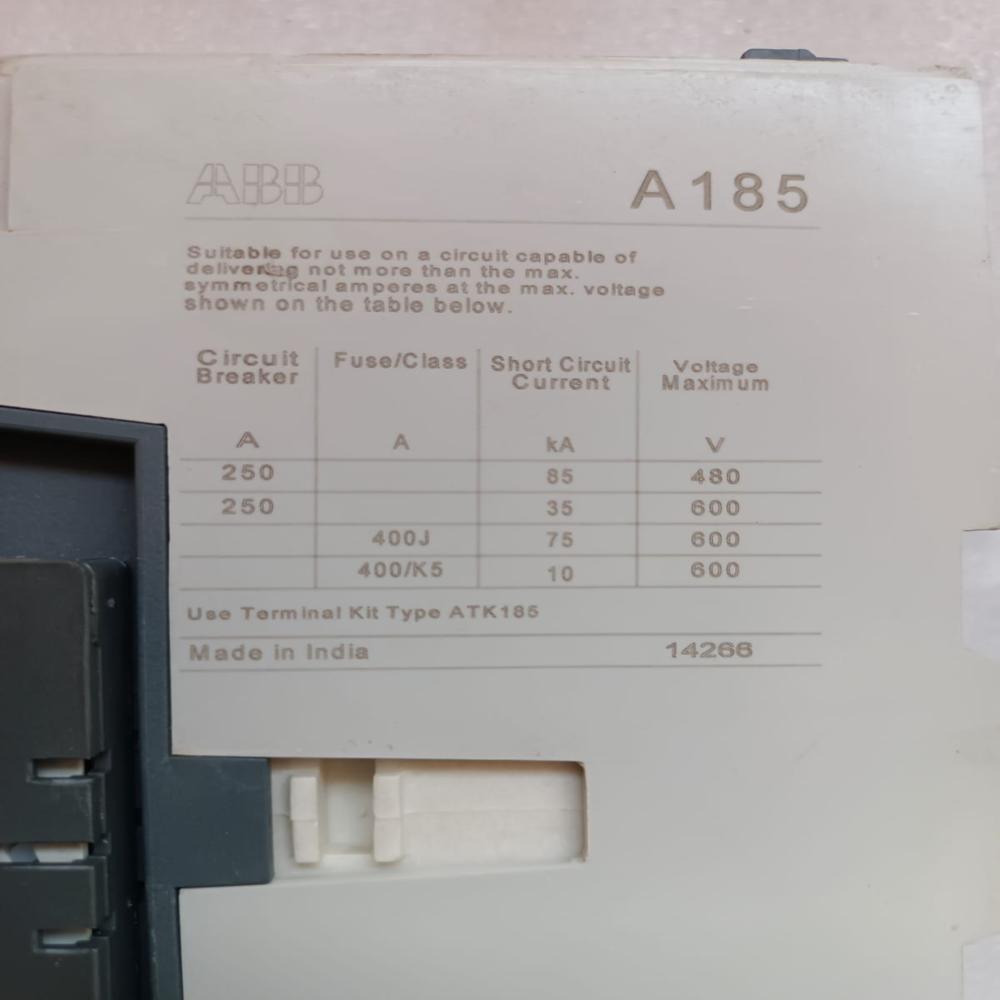 ABB A185
Suitable for use on a circuit capable of
delivering not more than the max.
symmetrical amperes at the max. voltage
shown on the table below.
Circuit Breaker Fuse/Class Short Circuit Current Voltage Maximum
A A kA V
250 85 480
250 35 600
400J 75 600
400/K5 10 600
Use Terminal Kit Type ATK185
Made in India 14266